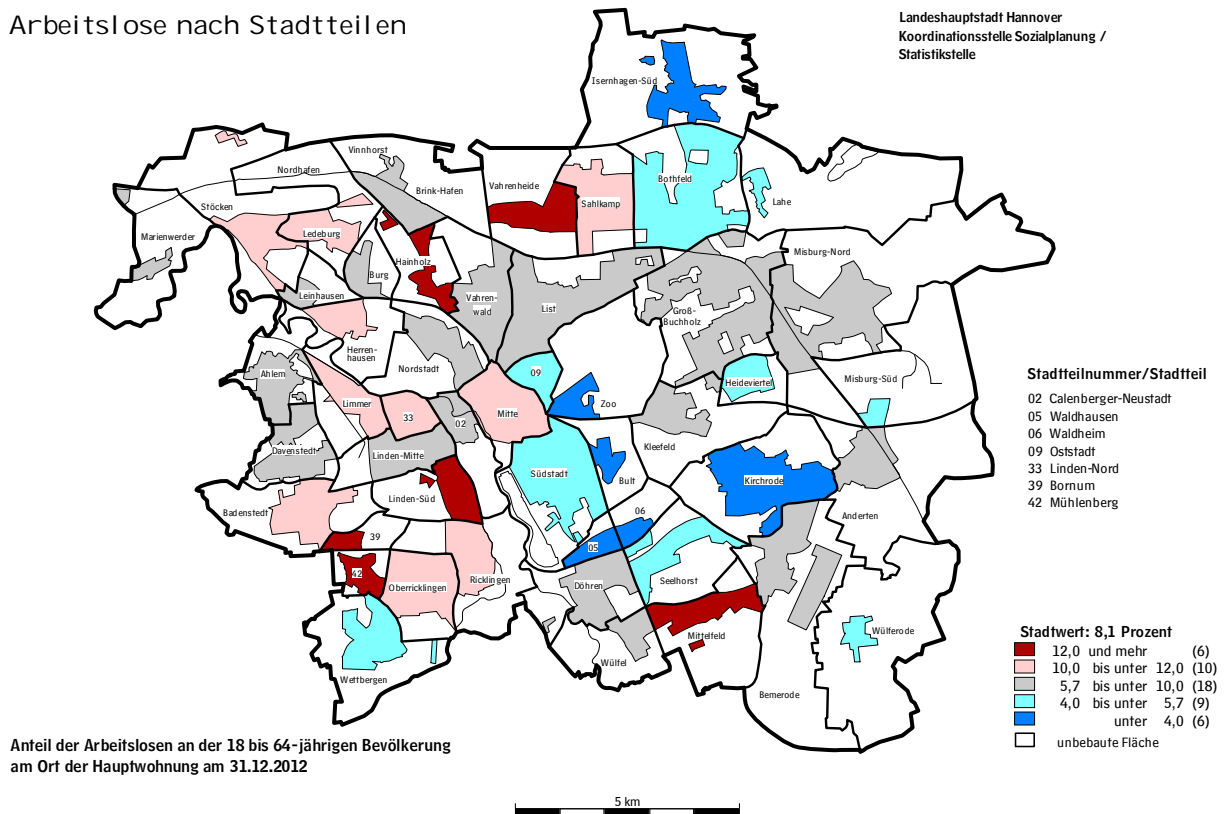 Arbeitslose nach Stadtteilen
Landeshauptstadt Hannover
Koordinationsstelle Sozialplanung /
Statistikstelle
Isernhagen-Süd
Vinnhorst
Nordhafen
Brink-Hafen
Vahrenheide
Sahlkamp
Bothfeld
Lahe
Stöcken
Marienwerder
Ledeburg
Hainholz
Burg
Leinhausen
Vahren-
wald
List
Groß-
Buchholz
Misburg-Nord
Herren-
hausen
Nordstadt
Ahlem
Limmer
33
02
Mitte
09
Zoo
Heideviertel
Misburg-Süd
Davenstedt
Linden-Mitte
Kleefeld
Südstadt
Bult
Kirchrode
Linden-Süd
Badenstedt
39
06
05
Anderten
42
Oberricklingen
Ricklingen
Döhren
Seelhorst
Mittelfeld
Wülferode
Wülfel
Wettbergen
Bemerode
Stadtteilnummer/Stadtteil
02 Calenberger-Neustadt
05 Waldhausen
06 Waldheim
09 Oststadt
33 Linden-Nord
39 Bornum
42 Mühlenberg
Stadtwert: 8,1 Prozent
12,0 und mehr (6)
10,0 bis unter 12,0 (10)
5,7 bis unter 10,0 (18)
4,0 bis unter 5,7 (9)
unter 4,0 (6)
unbebaute Fläche
Anteil der Arbeitslosen an der 18 bis 64-jährigen Bevölkerung
am Ort der Hauptwohnung am 31.12.2012
5 km